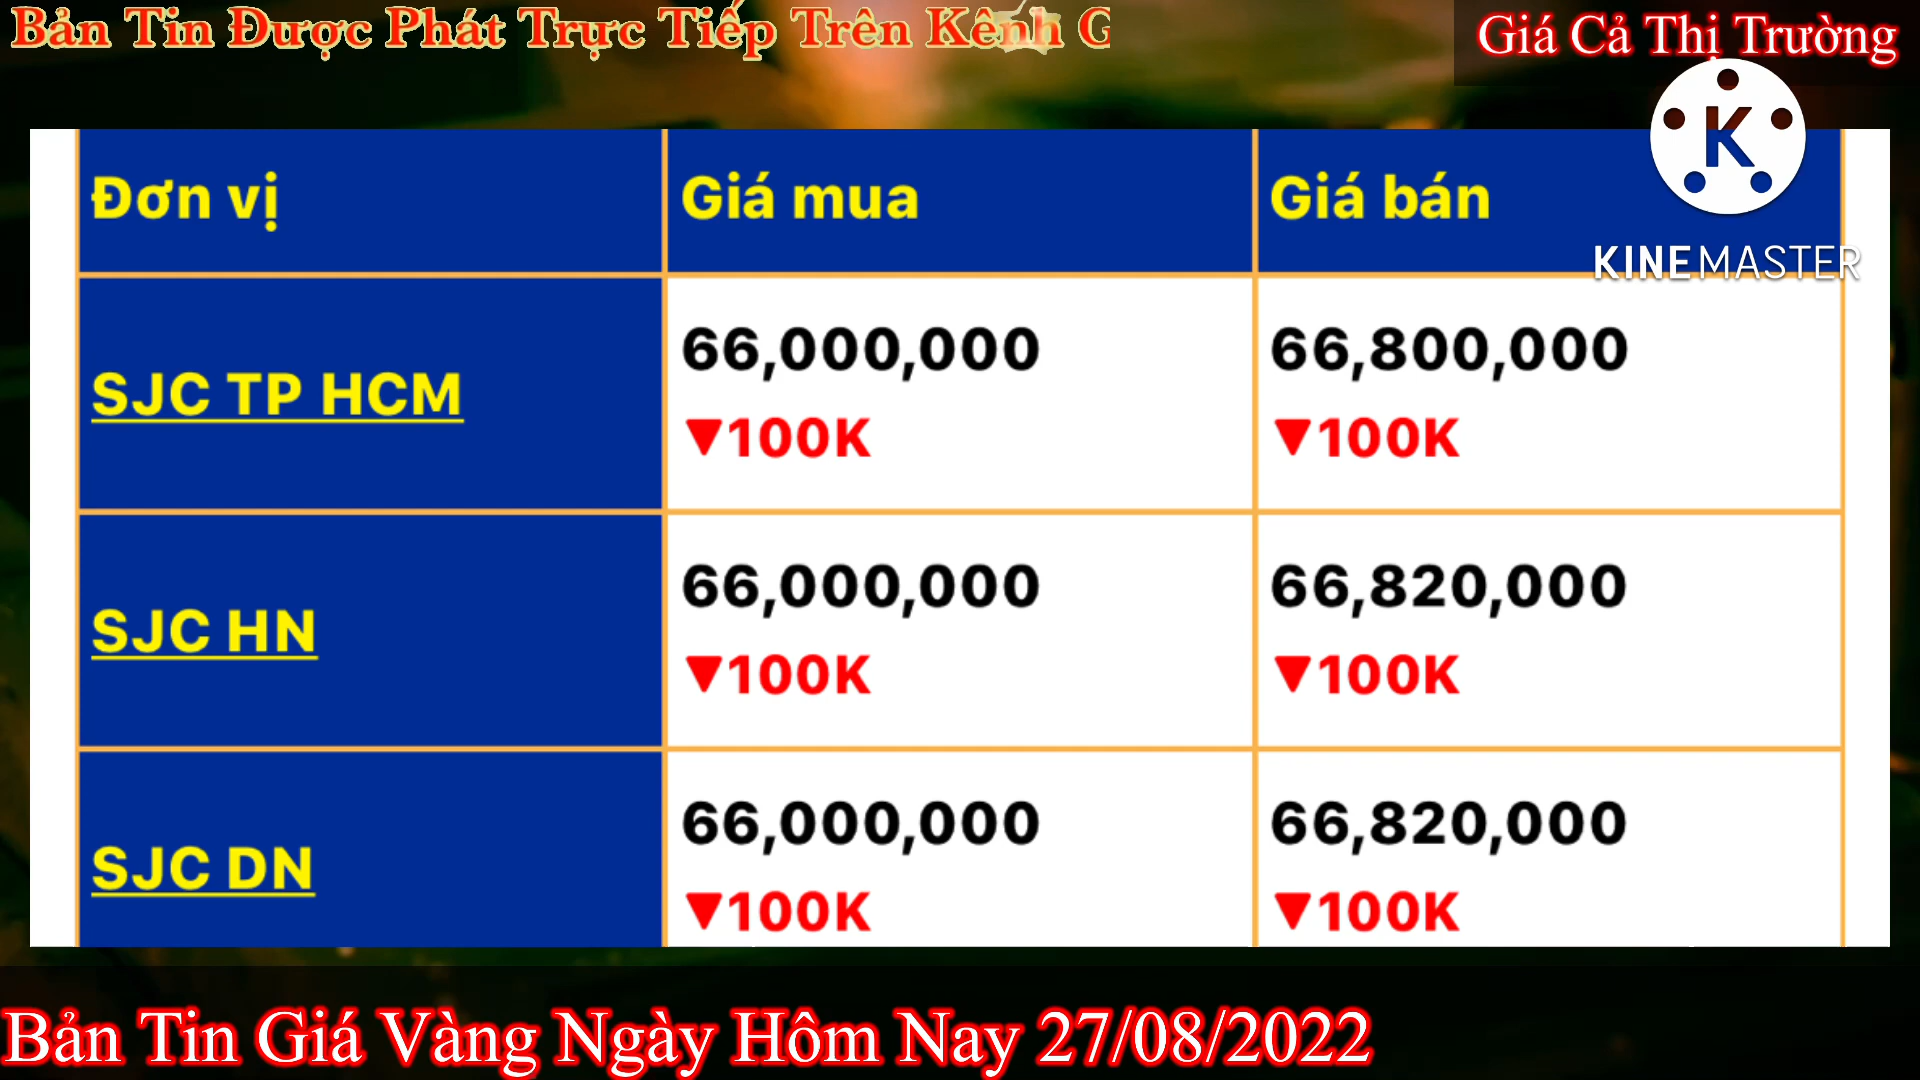 Bản Tin Được Phát Trực Tiếp Trên Kênh G
Giá Cả Thị Trường
K
KINEMASTER
Đơn vị Giá mua Giá bán
SJC TP HCM 66,000,000 66,800,000
▼100K ▼100K
SJC HN 66,000,000 66,820,000
▼100K ▼100K
SJC DN 66,000,000 66,820,000
▼100K ▼100K
Bản Tin Giá Vàng Ngày Hôm Nay 27/08/2022